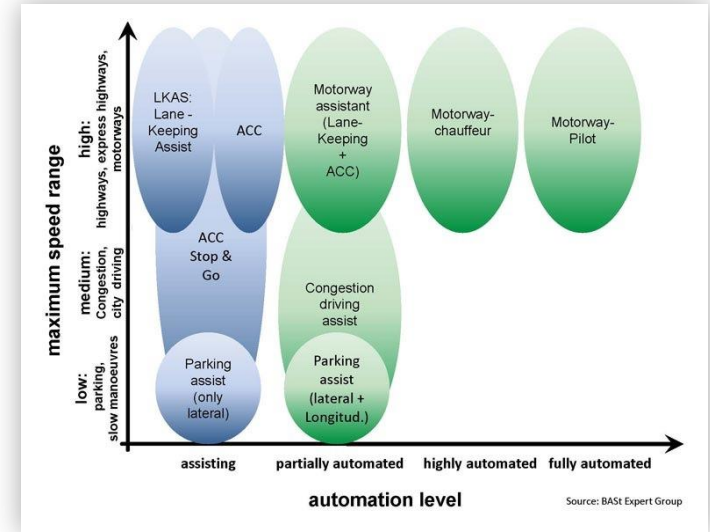 maximum speed range
high:
highways, express highways,
motorways
medium:
Congestion,
city driving
low:
parking,
slow manoeuvres
LKAS:
Lane -
Keeping
Assist
ACC
Motorway
assistant
(Lane-
Keeping
+
ACC)
Motorway-
chauffeur
Motorway-
Pilot
ACC
Stop &
Go
Congestion
driving
assist
Parking
assist
(only
lateral)
Parking
assist
(lateral +
Longitud.)
assisting
partially automated
highly automated
fully automated
automation level
Source: BASt Expert Group